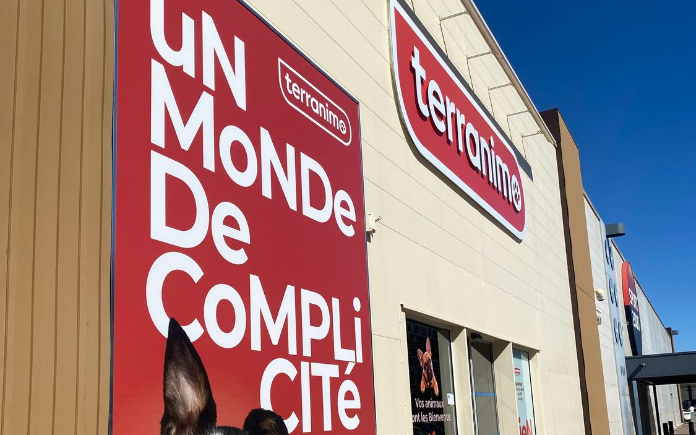 uN
MoNDe
De
CoMPLi
CITé
terranimo
terranimo
Vos animaux
sont les Bienvenus